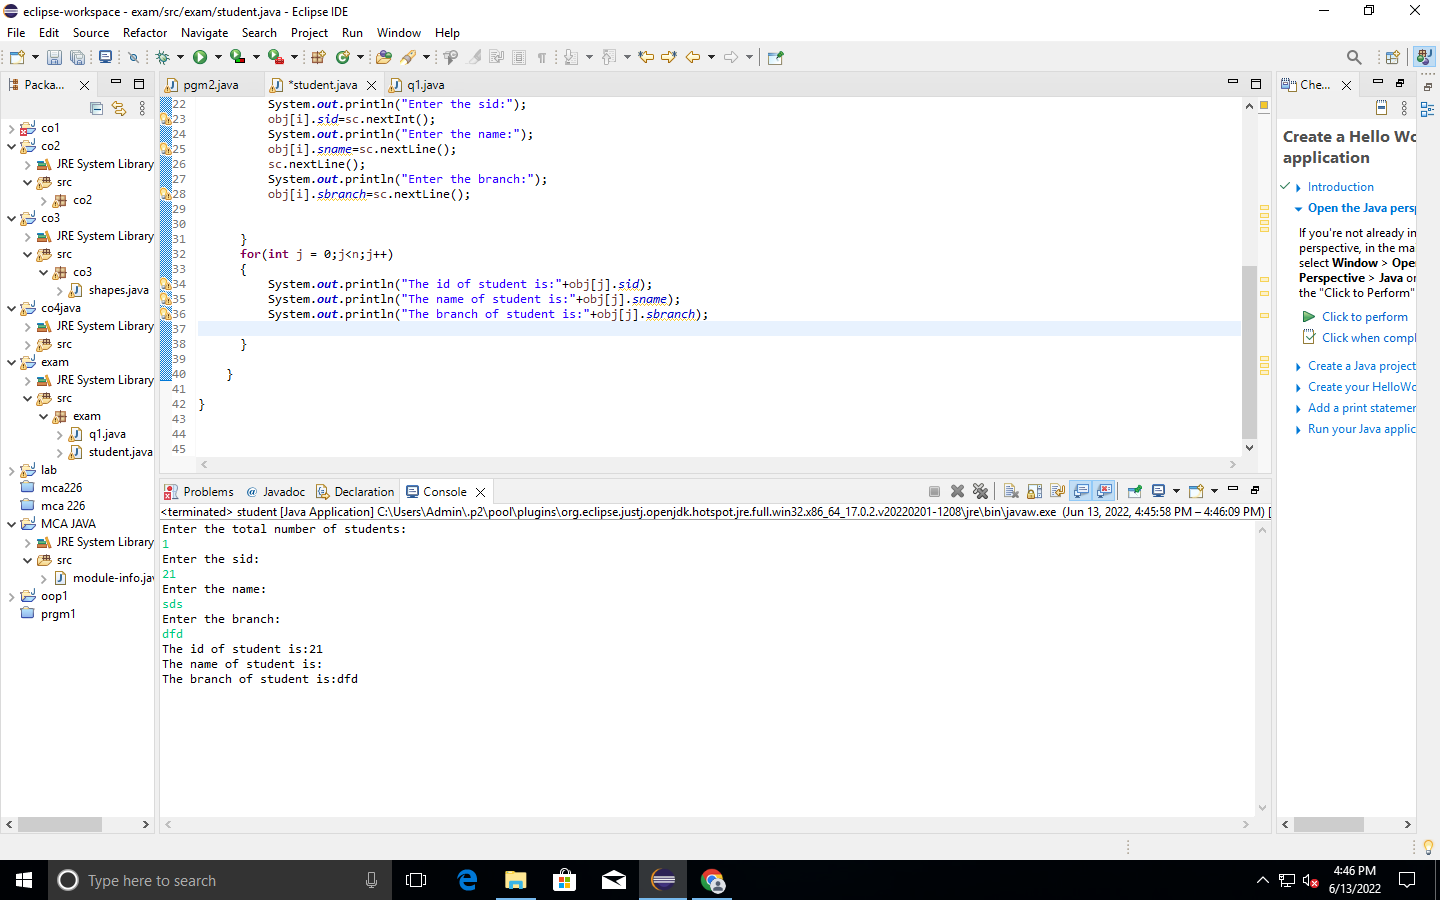 eclipse-workspace - exam/src/exam/student.java - Eclipse IDE
File Edit Source Refactor Navigate Search Project Run Window Help
Packa...
co1
co2
JRE System Library
src
co2
co3
JRE System Library
src
co3
shapes.java
co4java
JRE System Library
src
exam
JRE System Library
src
exam
q1.java
student.java
lab
mca226
mca 226
MCA JAVA
JRE System Library
src
module-info.jav
oop1
prgm1
pgm2.java *student.java q1.java
22 System.out.println("Enter the sid:");
23 obj[i].sid=sc.nextInt();
24 System.out.println("Enter the name:");
25 obj[i].sname=sc.nextLine();
26 sc.nextLine();
27 System.out.println("Enter the branch:");
28 obj[i].sbranch=sc.nextLine();
29
30
31 }
32 for(int j = 0;j<n;j++)
33 {
34 System.out.println("The id of student is:"+obj[j].sid);
35 System.out.println("The name of student is:"+obj[j].sname);
36 System.out.println("The branch of student is:"+obj[j].sbranch);
37
38 }
39
40 }
41
42 }
43
44
45
Problems @ Javadoc Declaration Console
<terminated> student [Java Application] C:\Users\Admin\.p2\pool\plugins\org.eclipse.justj.openjdk.hotspot.jre.full.win32.x86_64_17.0.2.v20220201-1208\jre\bin\javaw.exe (Jun 13, 2022, 4:45:58 PM – 4:46:09 PM) [
Enter the total number of students:
1
Enter the sid:
21
Enter the name:
sds
Enter the branch:
dfd
The id of student is:21
The name of student is:
The branch of student is:dfd
Che...
Create a Hello Wo
application
Introduction
Open the Java persp
If you're not already in
perspective, in the ma
select Window > Ope
Perspective > Java or
the "Click to Perform"
Click to perform
Click when compl
Create a Java project
Create your HelloWo
Add a print statemer
Run your Java applic
Type here to search
4:46 PM
6/13/2022